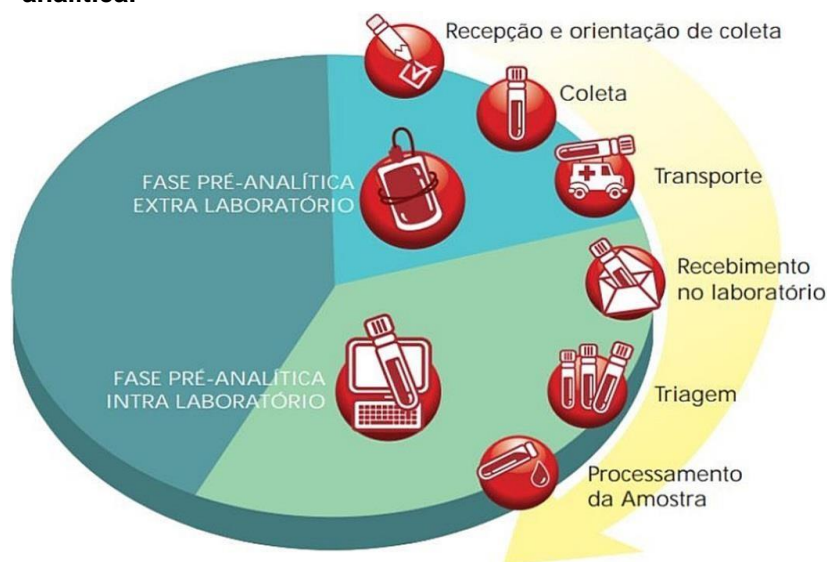 analítica.
Recepção e orientação de coleta
Coleta
FASE PRÉ-ANALÍTICA
EXTRA LABORATÓRIO
Transporte
Recebimento
no laboratório
FASE PRÉ-ANALÍTICA
INTRA LABORATÓRIO
Triagem
Processamento
da Amostra